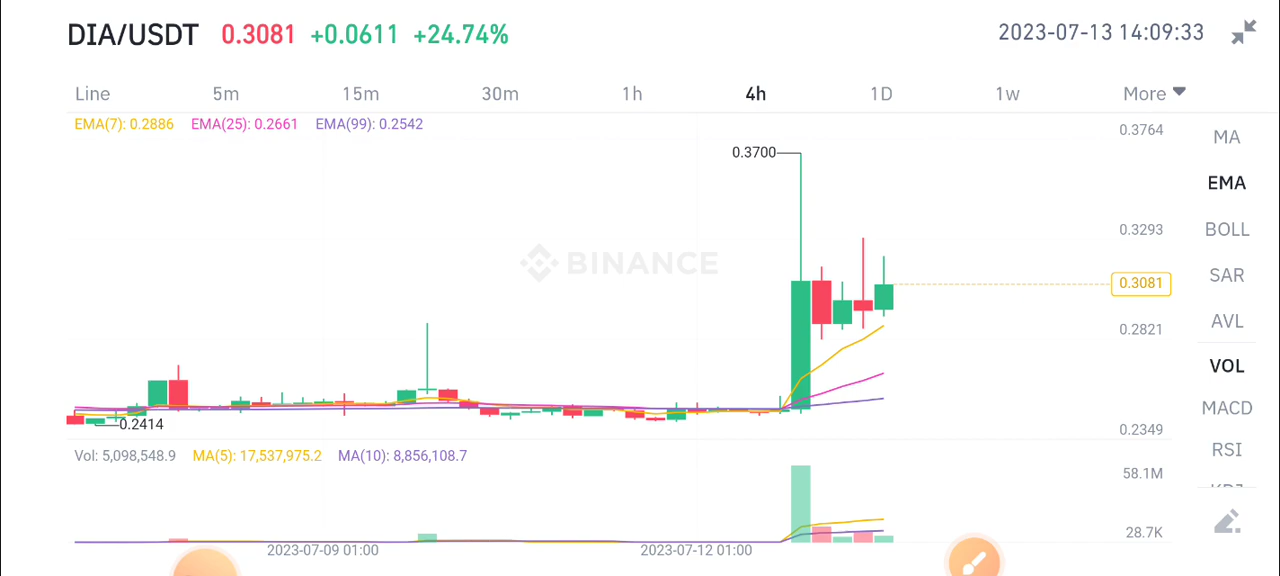 DIA/USDT 0.3081 +0.0611 +24.74% 2023-07-13 14:09:33
Line 5m 15m 30m 1h 4h 1D 1w More
EMA(7): 0.2886 EMA(25): 0.2661 EMA(99): 0.2542
0.3764
MA
0.3700
EMA
0.3293
BOLL
BINANCE
SAR
0.3081
AVL
0.2821
VOL
MACD
0.2414
0.2349
RSI
Vol: 5,098,548.9 MA(5): 17,537,975.2 MA(10): 8,856,108.7
58.1M
28.7K
2023-07-09 01:00 2023-07-12 01:00